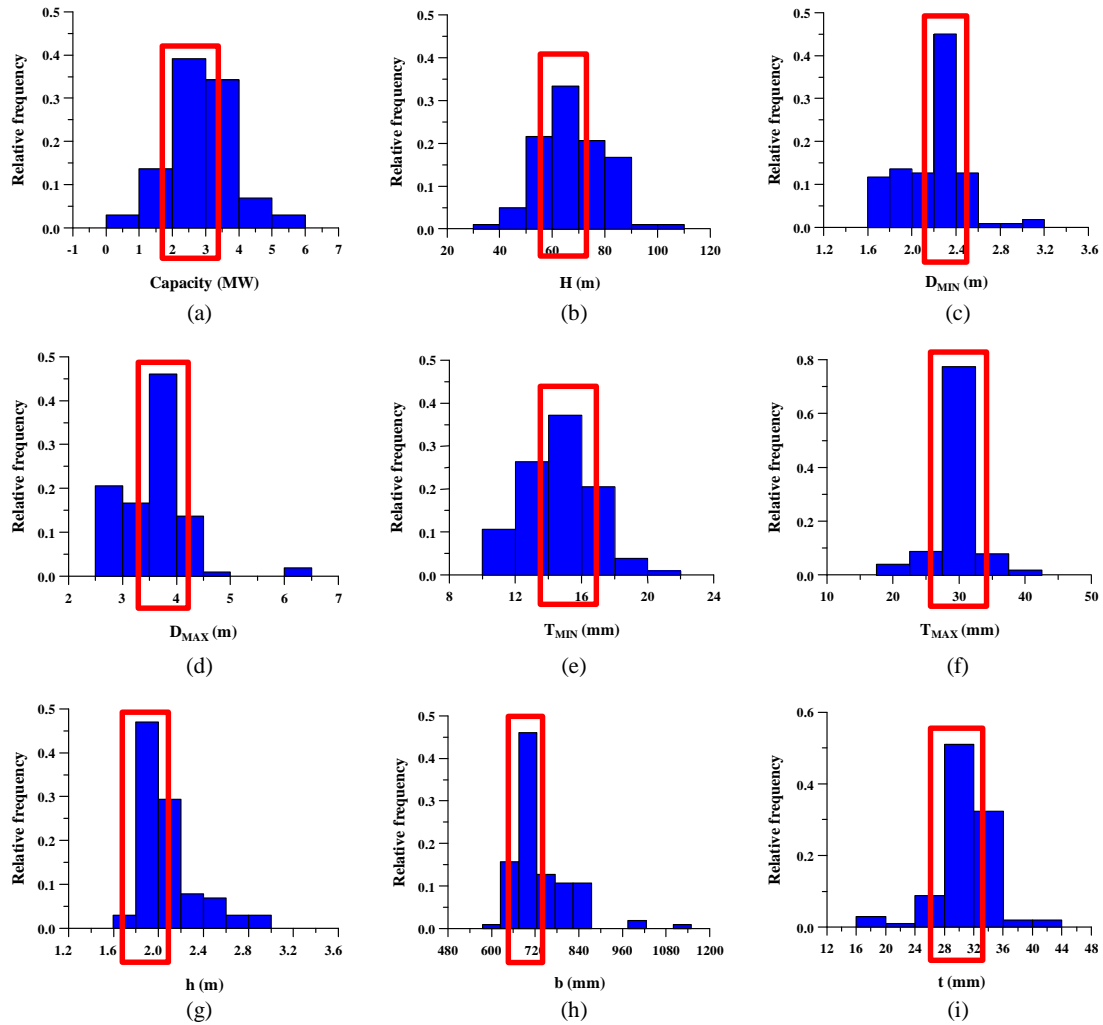 Relative frequency
0.5
0.4
0.3
0.2
0.1
0.0
-1 0 1 2 3 4 5 6 7
Capacity (MW)
(a)
Relative frequency
0.5
0.4
0.3
0.2
0.1
0.0
20 40 60 80 100 120
H (m)
(b)
Relative frequency
0.5
0.4
0.3
0.2
0.1
0.0
1.2 1.6 2.0 2.4 2.8 3.2 3.6
DMIN (m)
(c)
Relative frequency
0.5
0.4
0.3
0.2
0.1
0.0
2 3 4 5 6 7
DMAX (m)
(d)
Relative frequency
0.5
0.4
0.3
0.2
0.1
0.0
8 12 16 20 24
TMIN (mm)
(e)
Relative frequency
0.8
0.6
0.4
0.2
0.0
10 20 30 40 50
TMAX (mm)
(f)
Relative frequency
0.5
0.4
0.3
0.2
0.1
0.0
1.2 1.6 2.0 2.4 2.8 3.2 3.6
h (m)
(g)
Relative frequency
0.5
0.4
0.3
0.2
0.1
0.0
480 600 720 840 960 1080 1200
b (mm)
(h)
Relative frequency
0.6
0.4
0.2
0.0
12 16 20 24 28 32 36 40 44 48
t (mm)
(i)